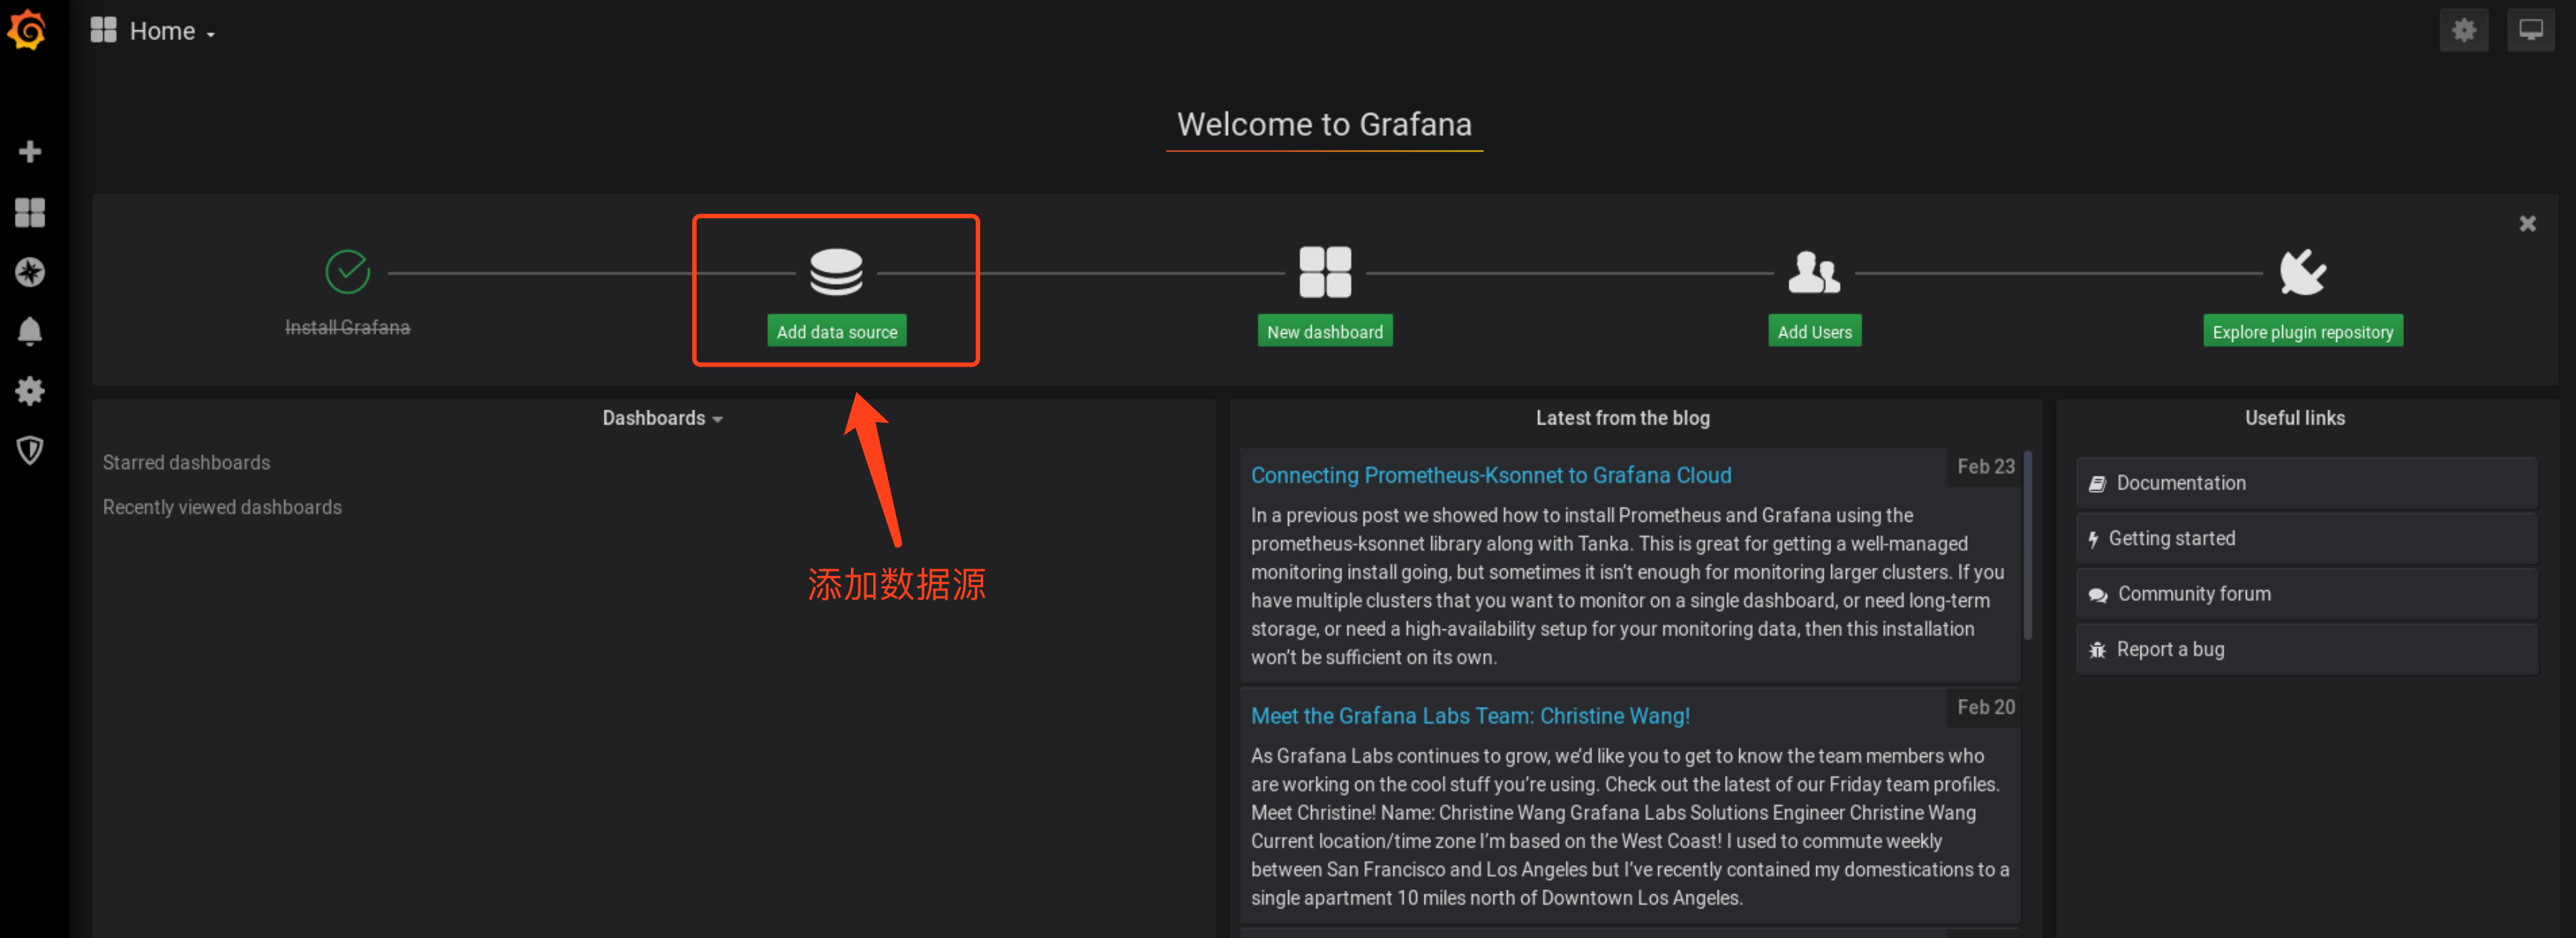 Home
Welcome to Grafana
Install Grafana
Add data source
New dashboard
Add Users
Explore plugin repository
添加数据源
Dashboards
Starred dashboards
Recently viewed dashboards
Latest from the blog
Connecting Prometheus-Ksonnet to Grafana Cloud
Feb 23
In a previous post we showed how to install Prometheus and Grafana using the
prometheus-ksonnet library along with Tanka. This is great for getting a well-managed
monitoring install going, but sometimes it isn’t enough for monitoring larger clusters. If you
have multiple clusters that you want to monitor on a single dashboard, or need long-term
storage, or need a high-availability setup for your monitoring data, then this installation
won’t be sufficient on its own.
Meet the Grafana Labs Team: Christine Wang!
Feb 20
As Grafana Labs continues to grow, we’d like you to get to know the team members who
are working on the cool stuff you’re using. Check out the latest of our Friday team profiles.
Meet Christine! Name: Christine Wang Grafana Labs Solutions Engineer Christine Wang
Current location/time zone I’m based on the West Coast! I used to commute weekly
between San Francisco and Los Angeles but I’ve recently contained my domestications to a
single apartment 10 miles north of Downtown Los Angeles.
Useful links
Documentation
Getting started
Community forum
Report a bug